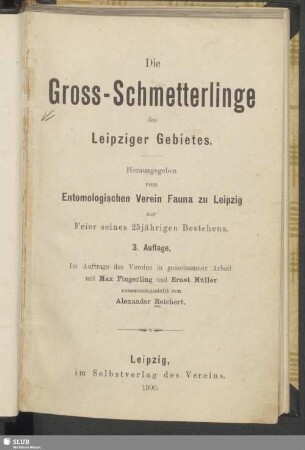 Die
Gross-Schmetterlinge
des
Leipziger Gebietes.
Herausgegeben
vom
Entomologischen Verein Fauna zu Leipzig
zur
Feier seines 25jährigen Bestehens.
3. Auflage.
Im Auftrage des Vereins in gemeinsamer Arbeit
mit Max Fingerling und Ernst Müller
zusammengestellt von
Alexander Reichert.
Leipzig,
im Selbstverlag des Vereins.
1900.
SLUB